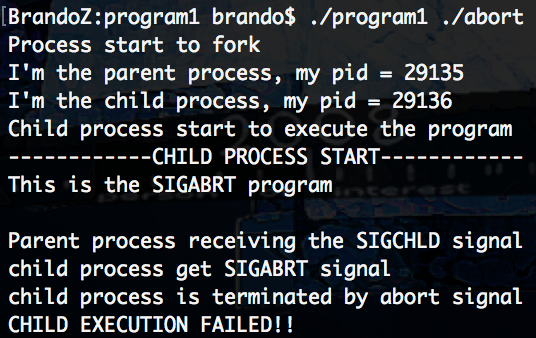 [BrandoZ:program1 brando$ ./program1 ./abort
Process start to fork
I'm the parent process, my pid = 29135
I'm the child process, my pid = 29136
Child process start to execute the program
------------CHILD PROCESS START------------
This is the SIGABRT program
Parent process receiving the SIGCHLD signal
child process get SIGABRT signal
child process is terminated by abort signal
CHILD EXECUTION FAILED!!